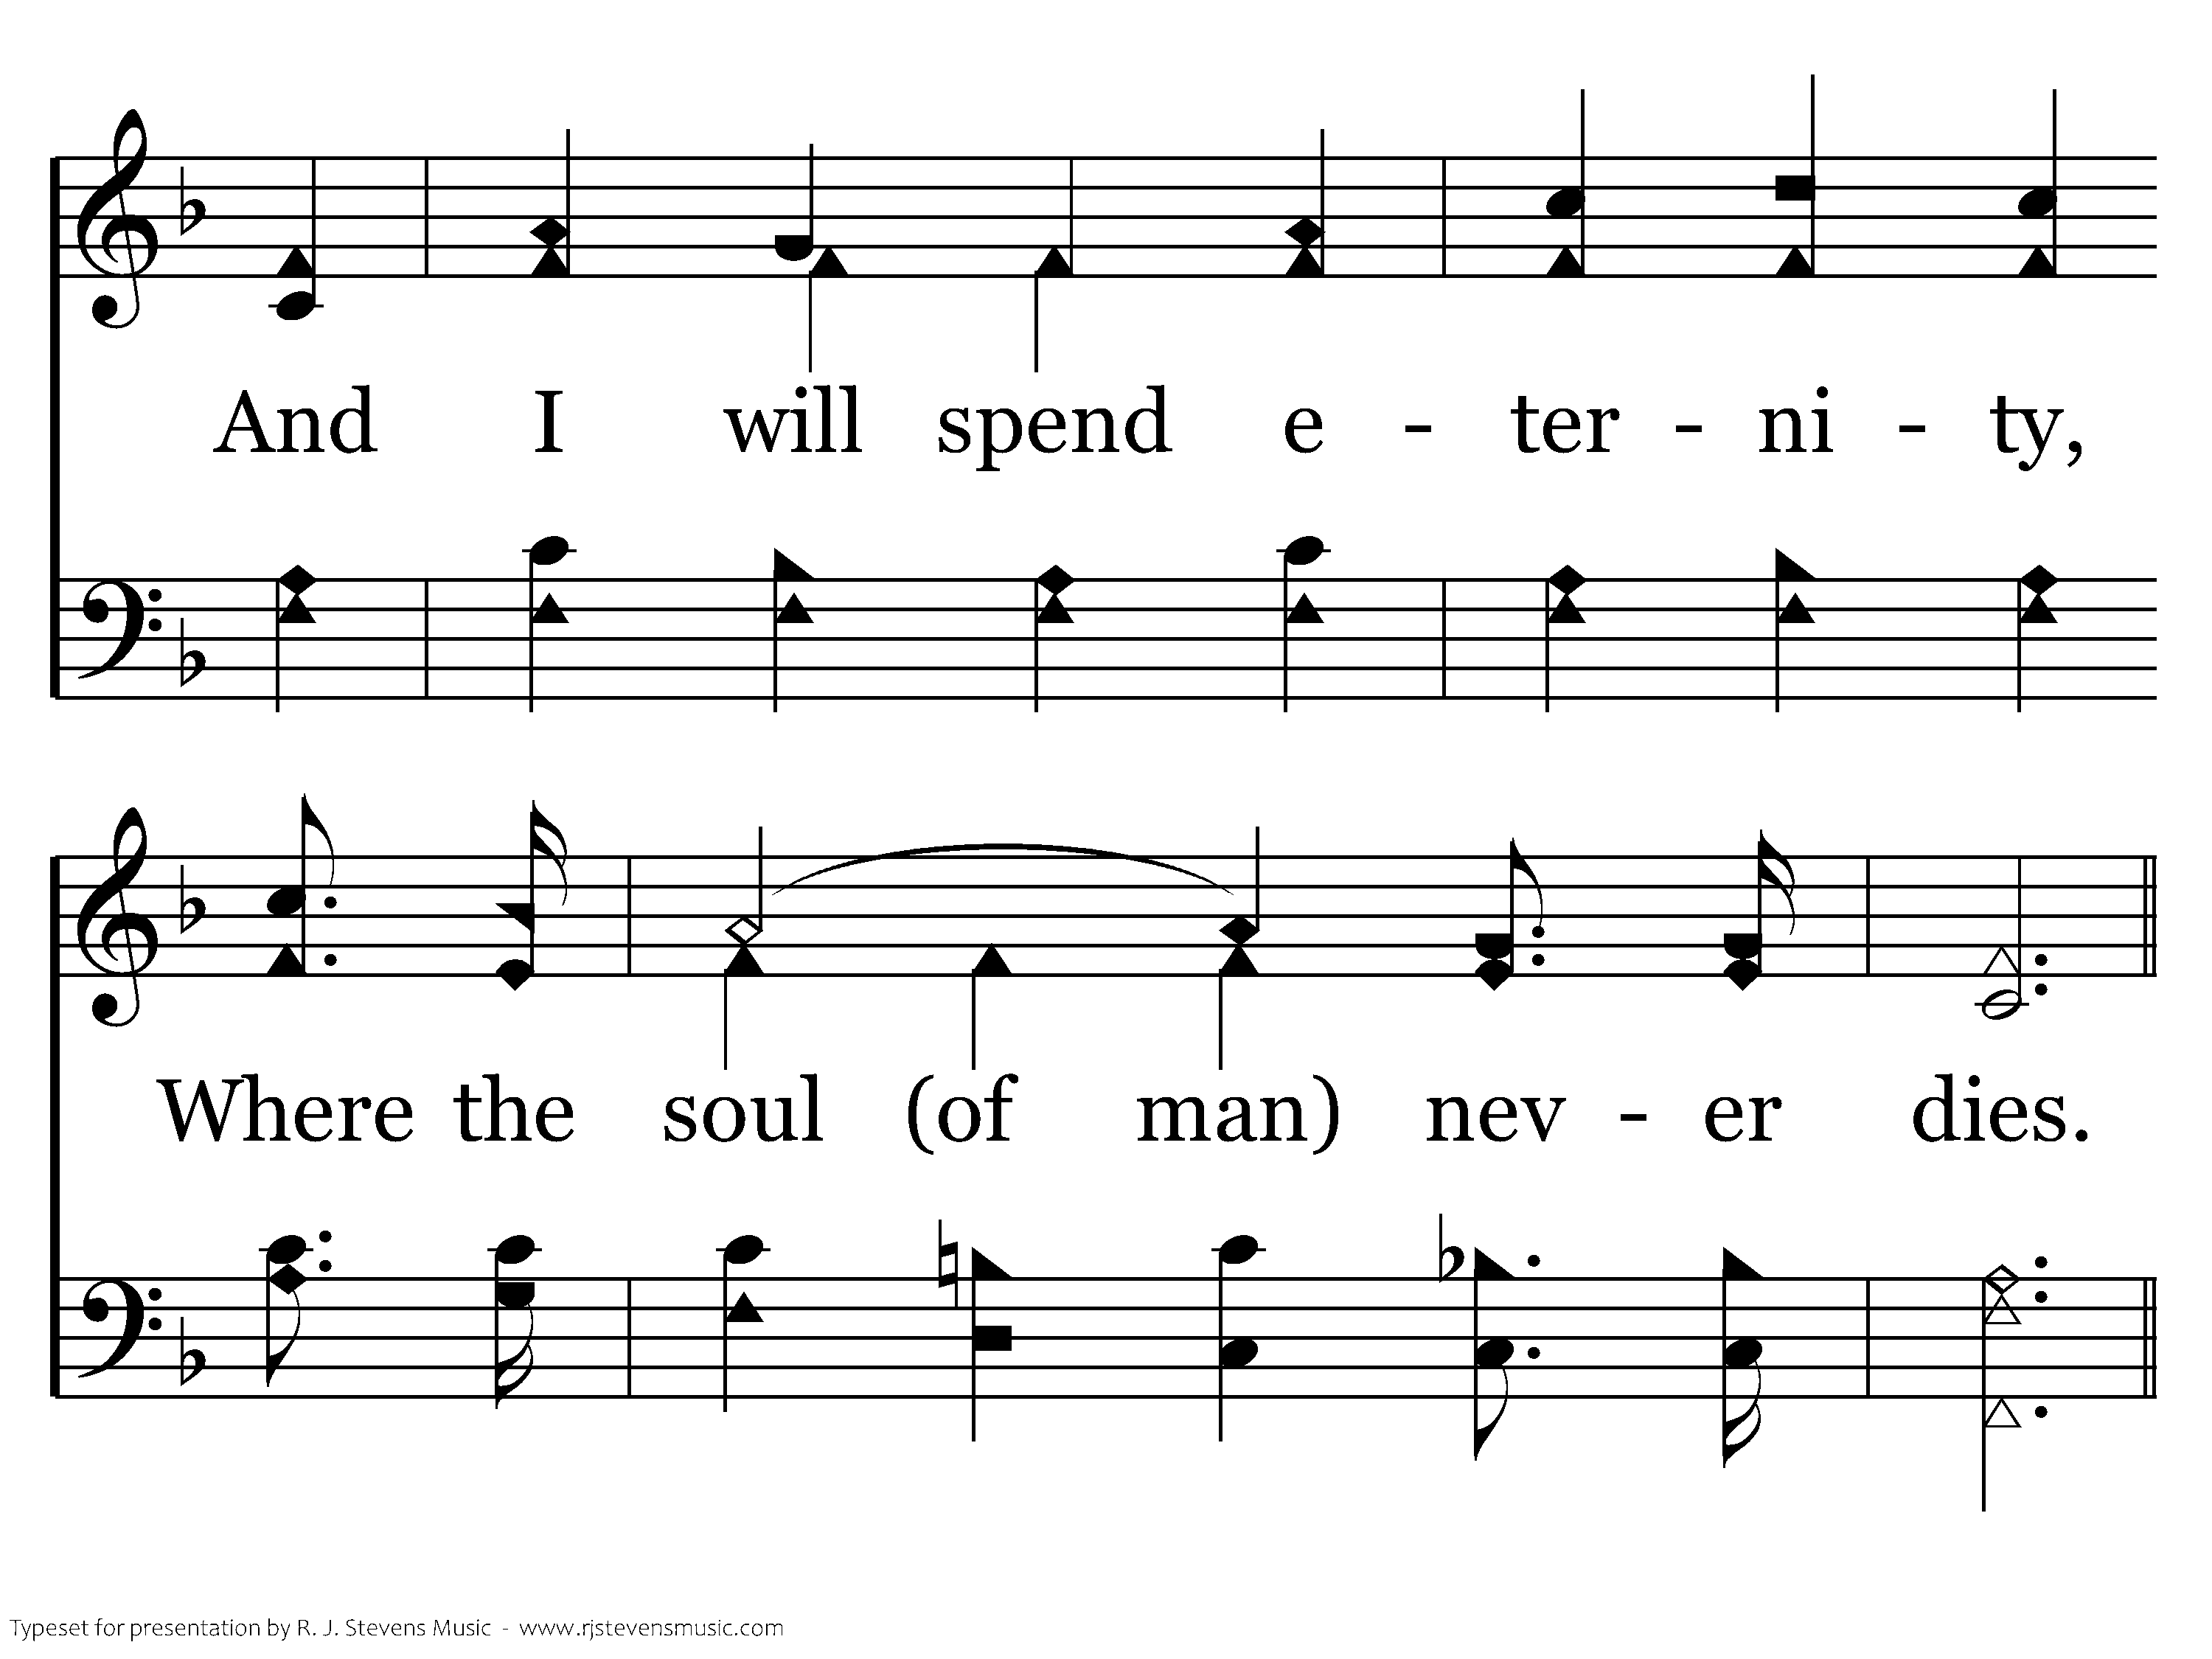 And I will spend e - ter - ni - ty,
Where the soul (of man) nev - er dies.
Typeset for presentation by R. J. Stevens Music - www.rjstevensmusic.com